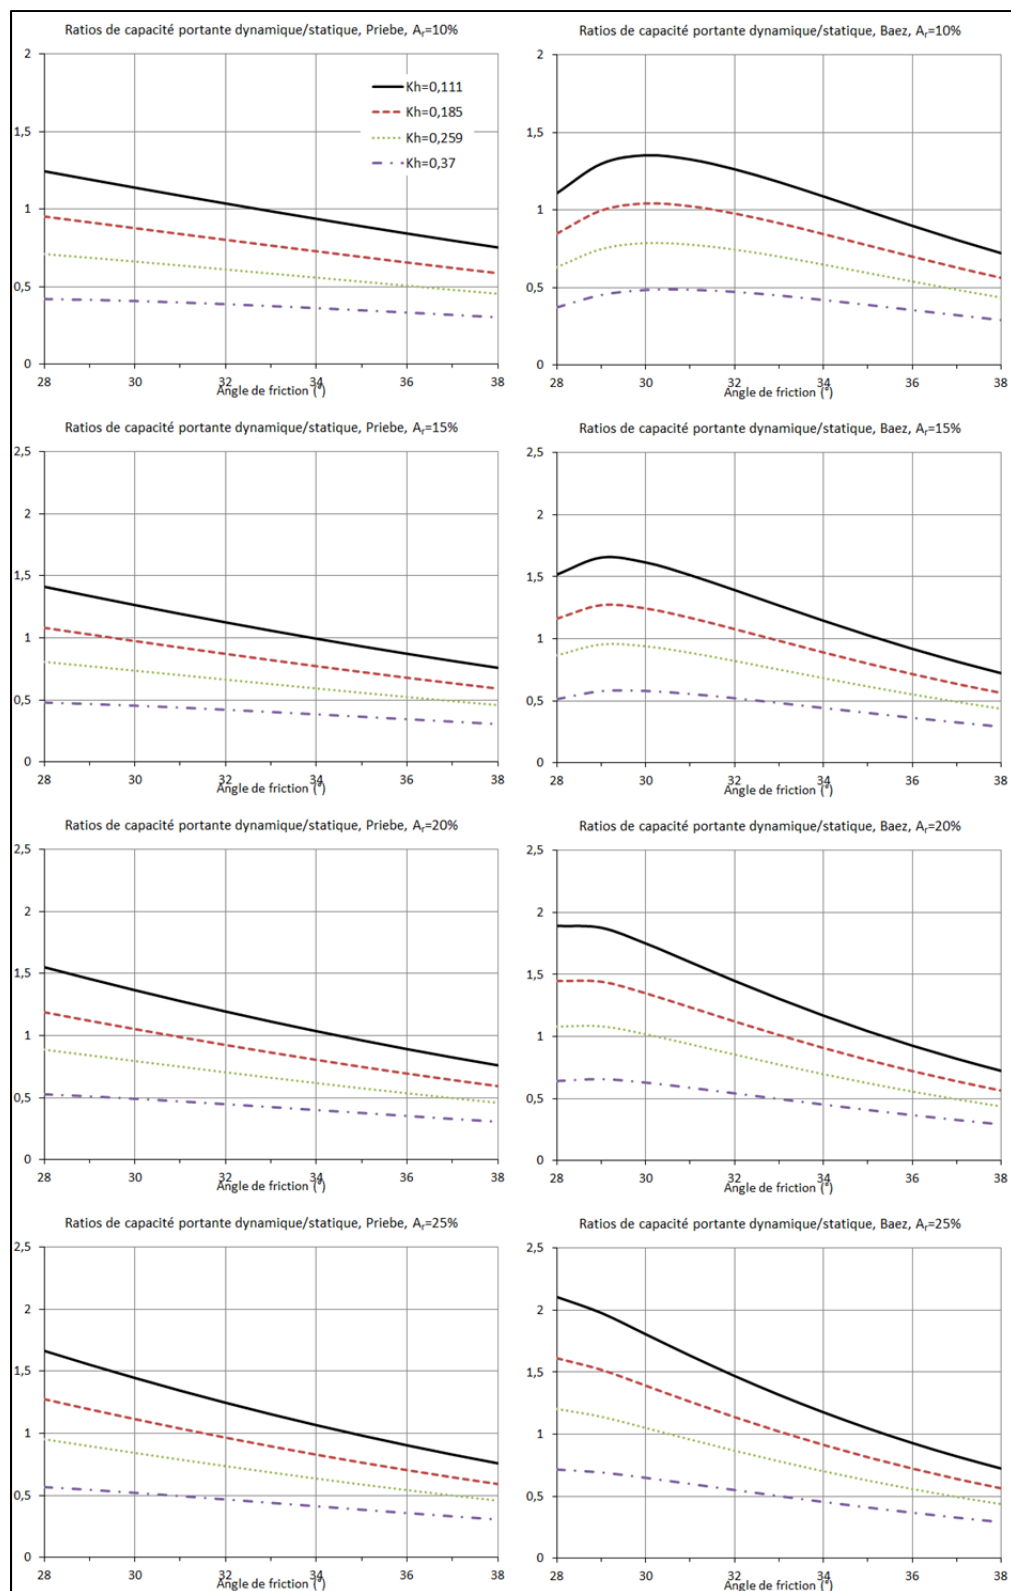 Ratios de capacité portante dynamique/statique, Priebe, Ar=10%
2
1,5
1
0,5
0
Kh=0,111
Kh=0,185
Kh=0,259
Kh=0,37
28 30 32 34 36 38
Angle de friction (°)
Ratios de capacité portante dynamique/statique, Baez, Ar=10%
2
1,5
1
0,5
0
28 30 32 34 36 38
Angle de friction (°)
Ratios de capacité portante dynamique/statique, Priebe, Ar=15%
2,5
2
1,5
1
0,5
0
28 30 32 34 36 38
Angle de friction (°)
Ratios de capacité portante dynamique/statique, Baez, Ar=15%
2,5
2
1,5
1
0,5
0
28 30 32 34 36 38
Angle de friction (°)
Ratios de capacité portante dynamique/statique, Priebe, Ar=20%
2,5
2
1,5
1
0,5
0
28 30 32 34 36 38
Angle de friction (°)
Ratios de capacité portante dynamique/statique, Baez, Ar=20%
2,5
2
1,5
1
0,5
0
28 30 32 34 36 38
Angle de friction (°)
Ratios de capacité portante dynamique/statique, Priebe, Ar=25%
2,5
2
1,5
1
0,5
0
28 30 32 34 36 38
Angle de friction (°)
Ratios de capacité portante dynamique/statique, Baez, Ar=25%
2,5
2
1,5
1
0,5
0
28 30 32 34 36 38
Angle de friction (°)